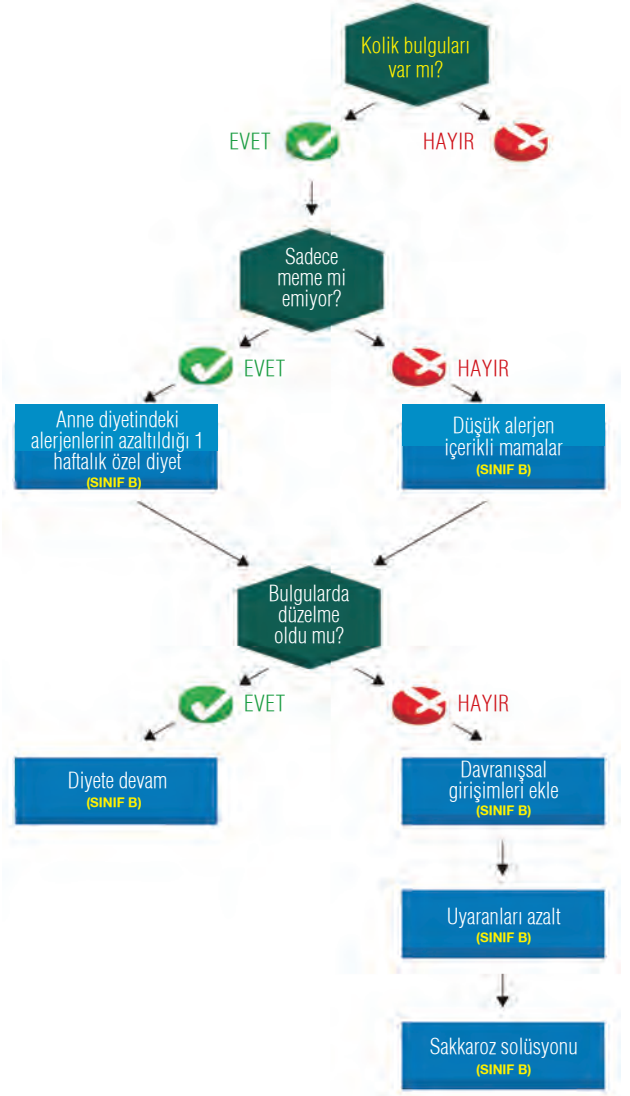 Kolik bulguları
var mı?
EVET
HAYIR
Sadece
meme mi
emiyor?
EVET
HAYIR
Anne diyetindeki
alerjenlerin azaltıldığı 1
haftalık özel diyet
(SINIF B)
Düşük alerjen
içerikli mamalar
(SINIF B)
Bulgularda
düzelme
oldu mu?
EVET
HAYIR
Diyete devam
(SINIF B)
Davranışsal
girişimleri ekle
(SINIF B)
Uyaranları azalt
(SINIF B)
Sakkaroz solüsyonu
(SINIF B)